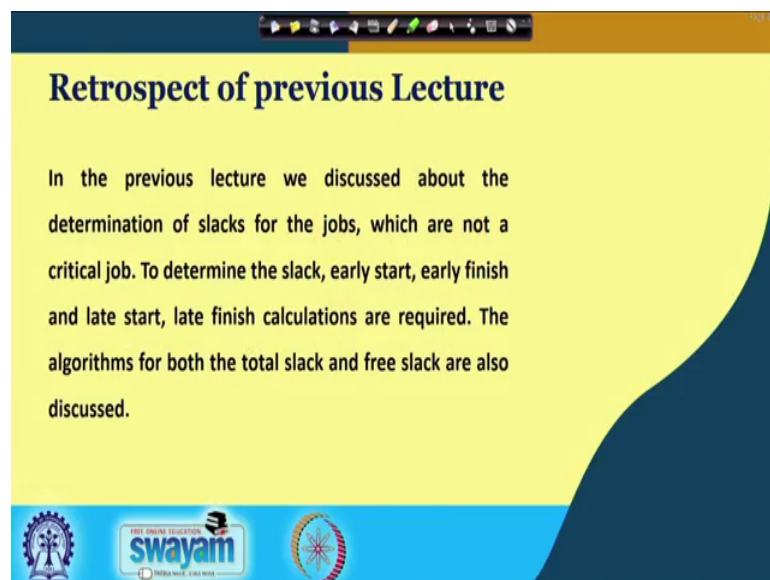 Retrospect of previous Lecture
In the previous lecture we discussed about the
determination of slacks for the jobs, which are not a
critical job. To determine the slack, early start, early finish
and late start, late finish calculations are required. The
algorithms for both the total slack and free slack are also
discussed.
FREE ONLINE EDUCATION
swayam